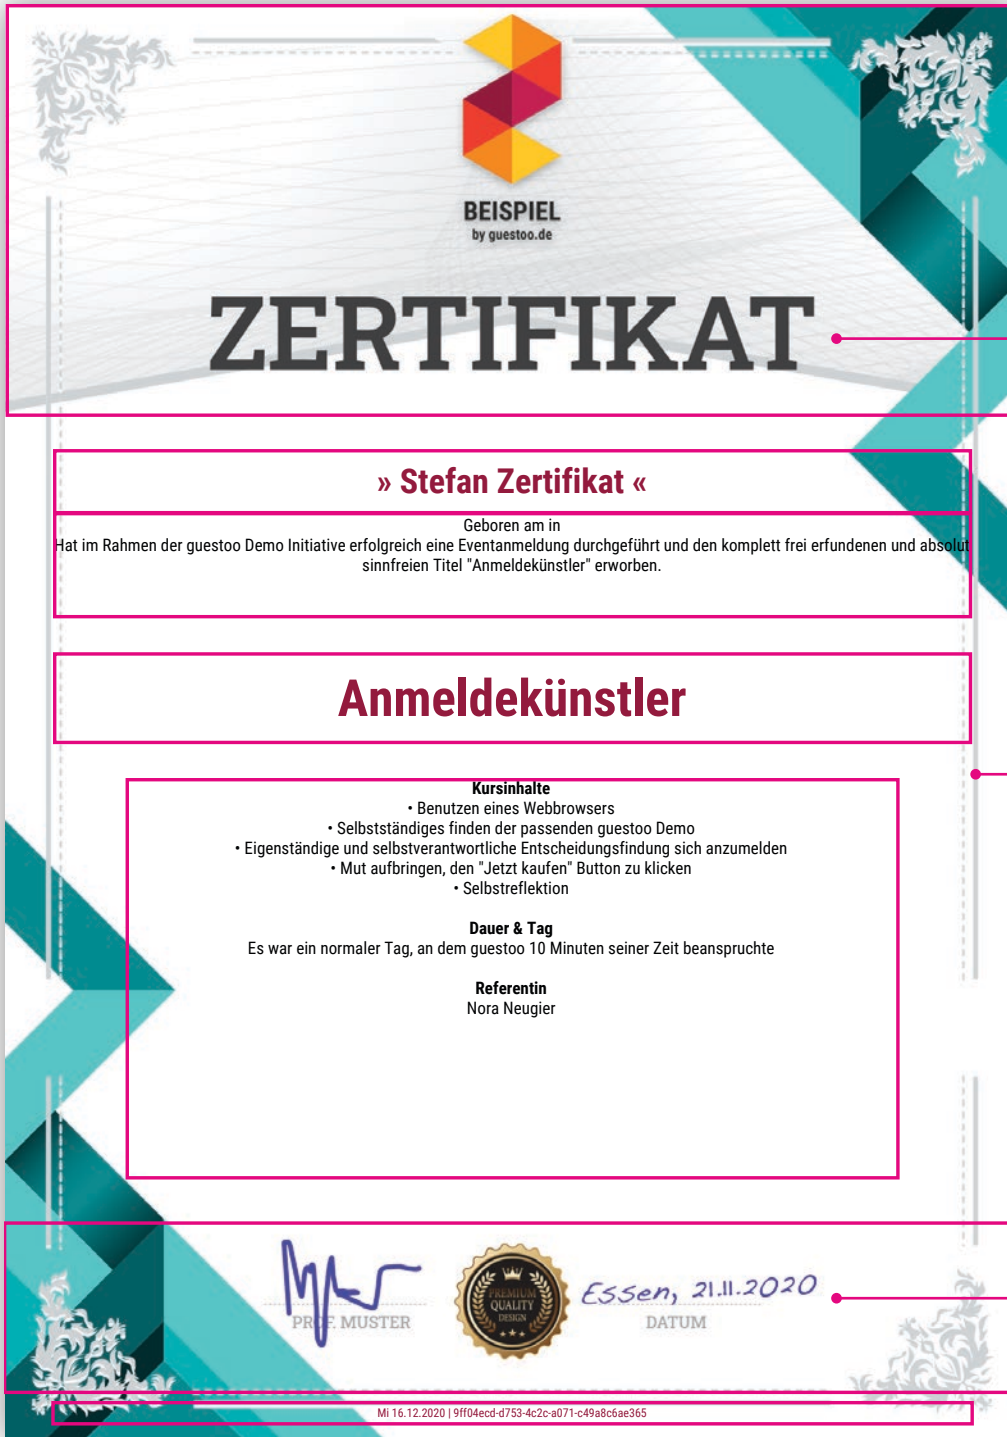 BEISPIEL
by guestoo.de
ZERTIFIKAT
» Stefan Zertifikat «
Geboren am in
Hat im Rahmen der guestoo Demo Initiative erfolgreich eine Eventanmeldung durchgeführt und den komplett frei erfundenen und absolut
sinnfreien Titel "Anmeldekünstler" erworben.
Anmeldekünstler
Kursinhalte
• Benutzen eines Webbrowsers
• Selbstständiges finden der passenden guestoo Demo
• Eigenständige und selbstverantwortliche Entscheidungsfindung sich anzumelden
• Mut aufbringen, den "Jetzt kaufen" Button zu klicken
• Selbstreflektion
Dauer & Tag
Es war ein normaler Tag, an dem guestoo 10 Minuten seiner Zeit beanspruchte
Referentin
Nora Neugier
PROF. MUSTER
PREMIUM
QUALITY
DESIGN
Essen, 21.11.2020
DATUM
Mi 16.12.2020 | 9ff04ecd-d753-4c2c-a071-c49a8c6ae365